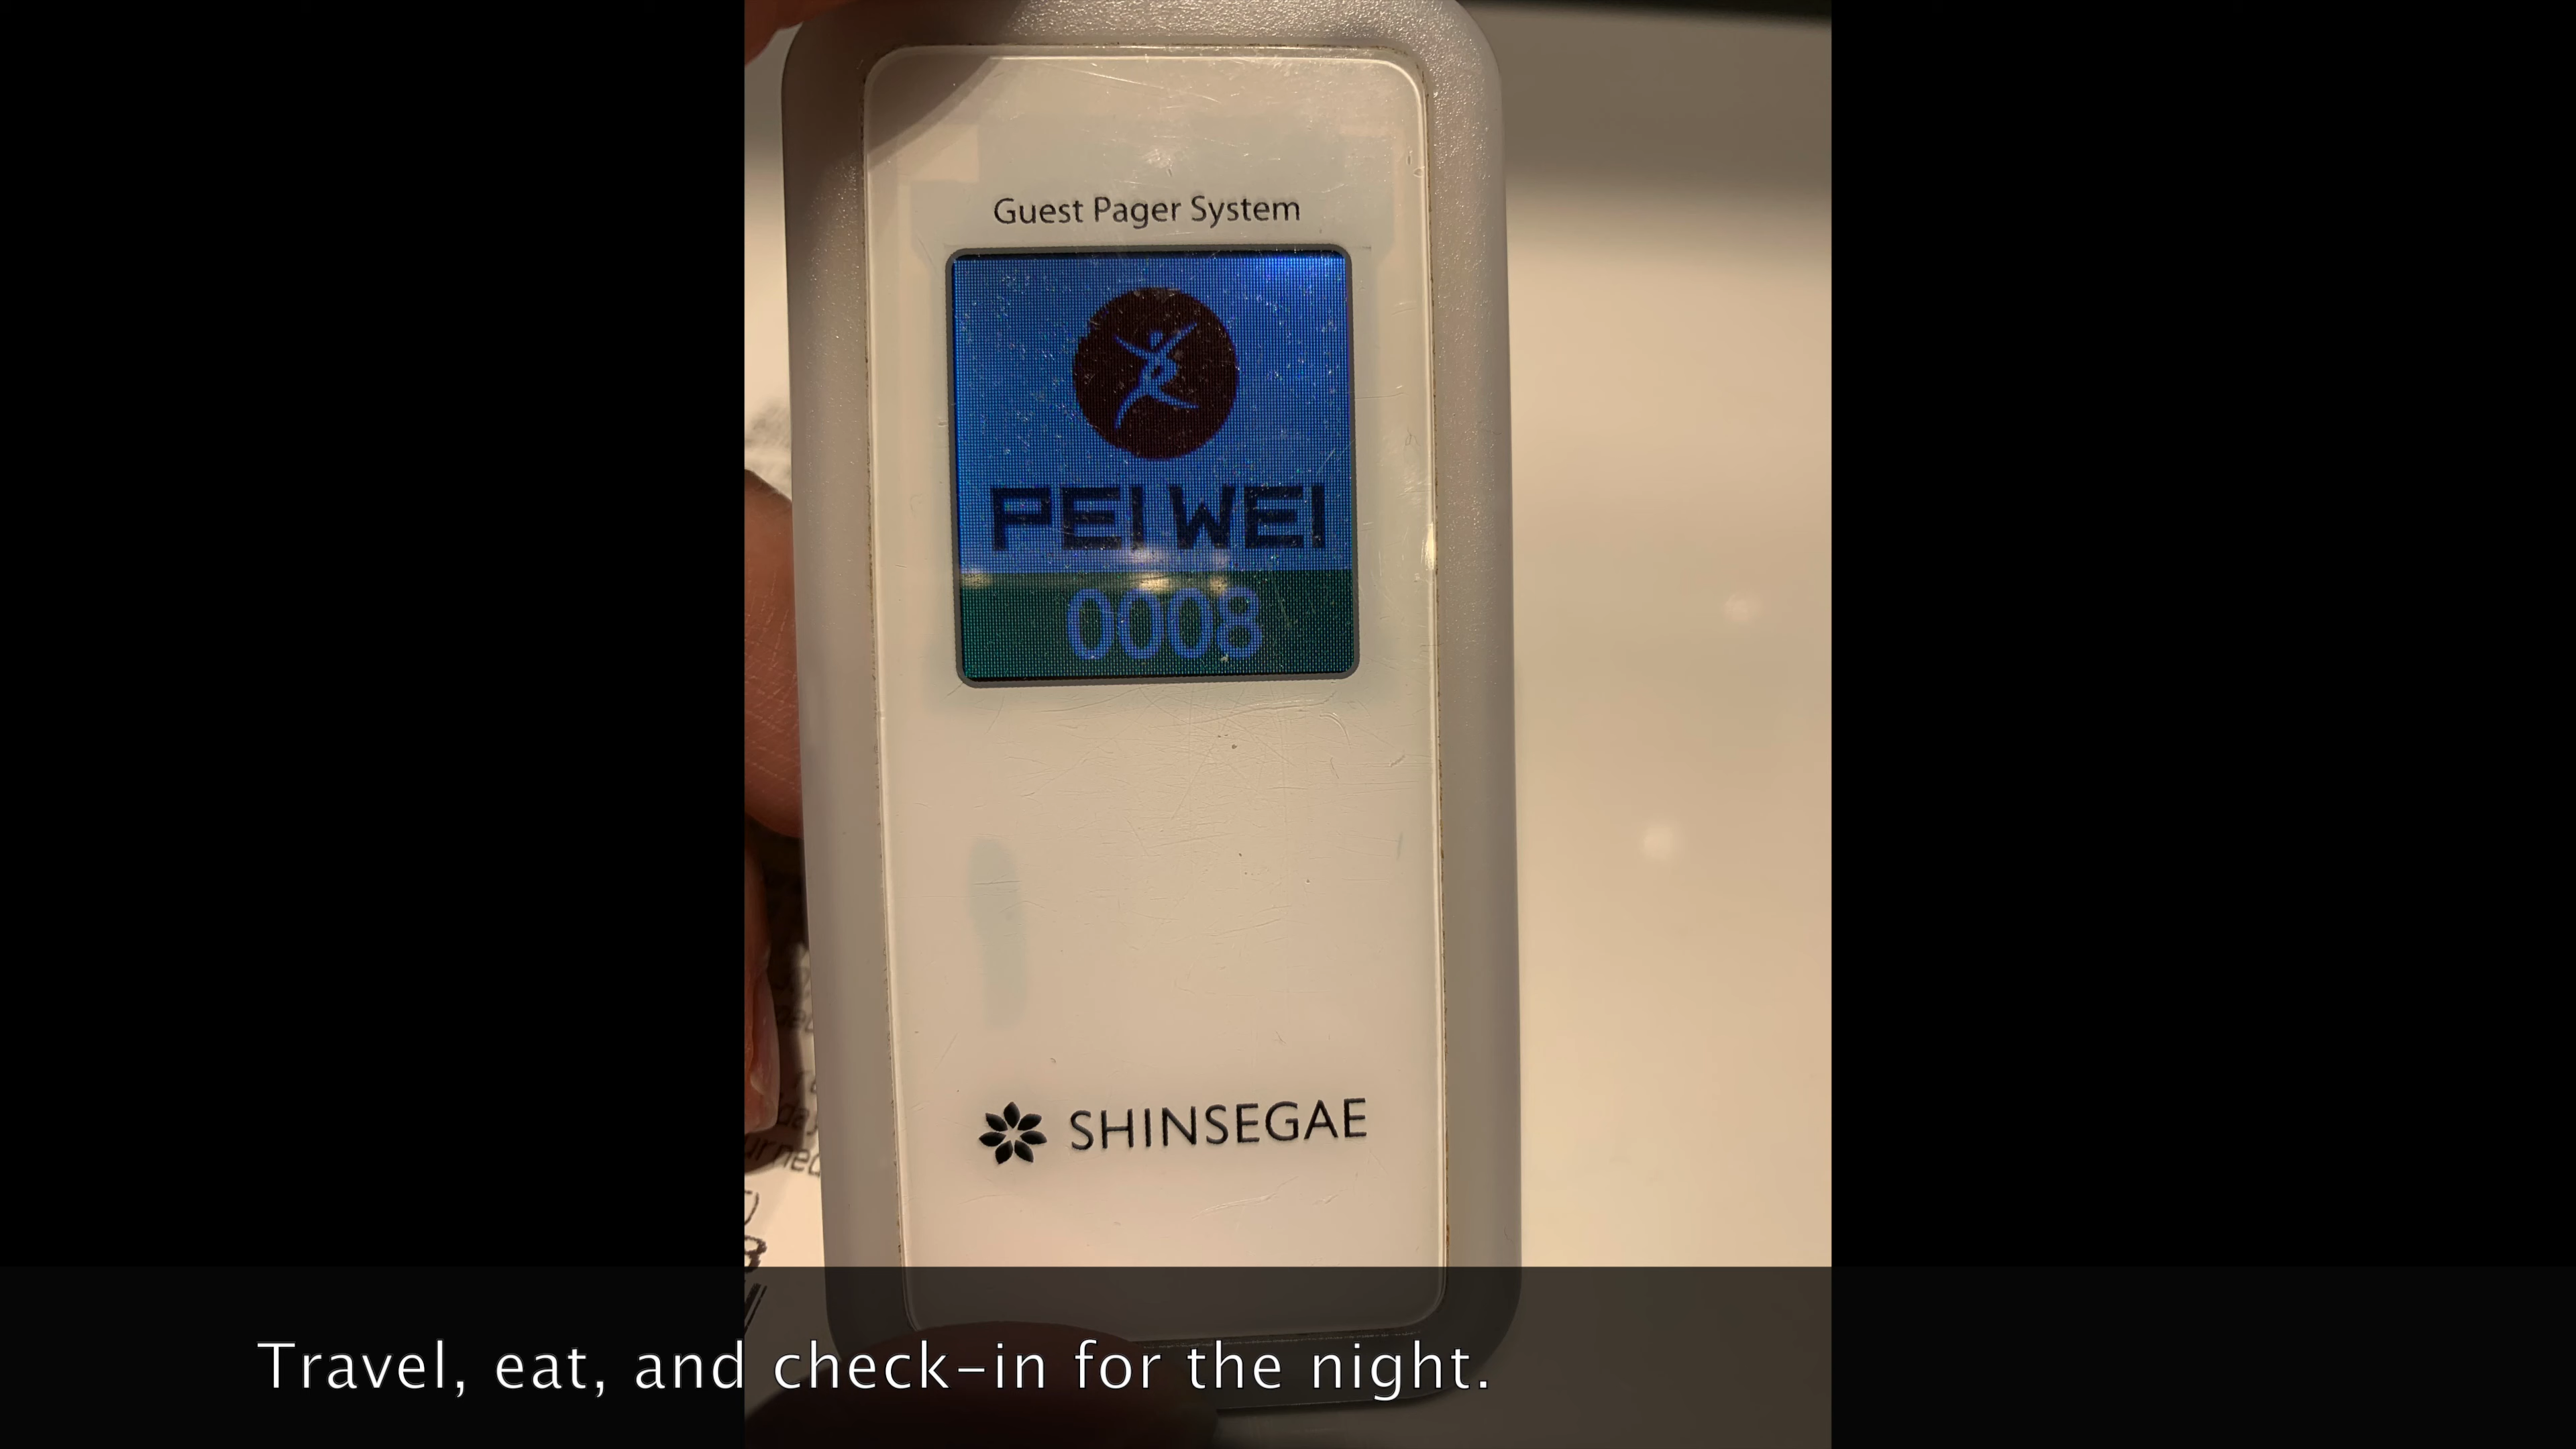 Guest Pager System
PEI WEI
0008
SHINSEGAE
Travel, eat, and check-in for the night.